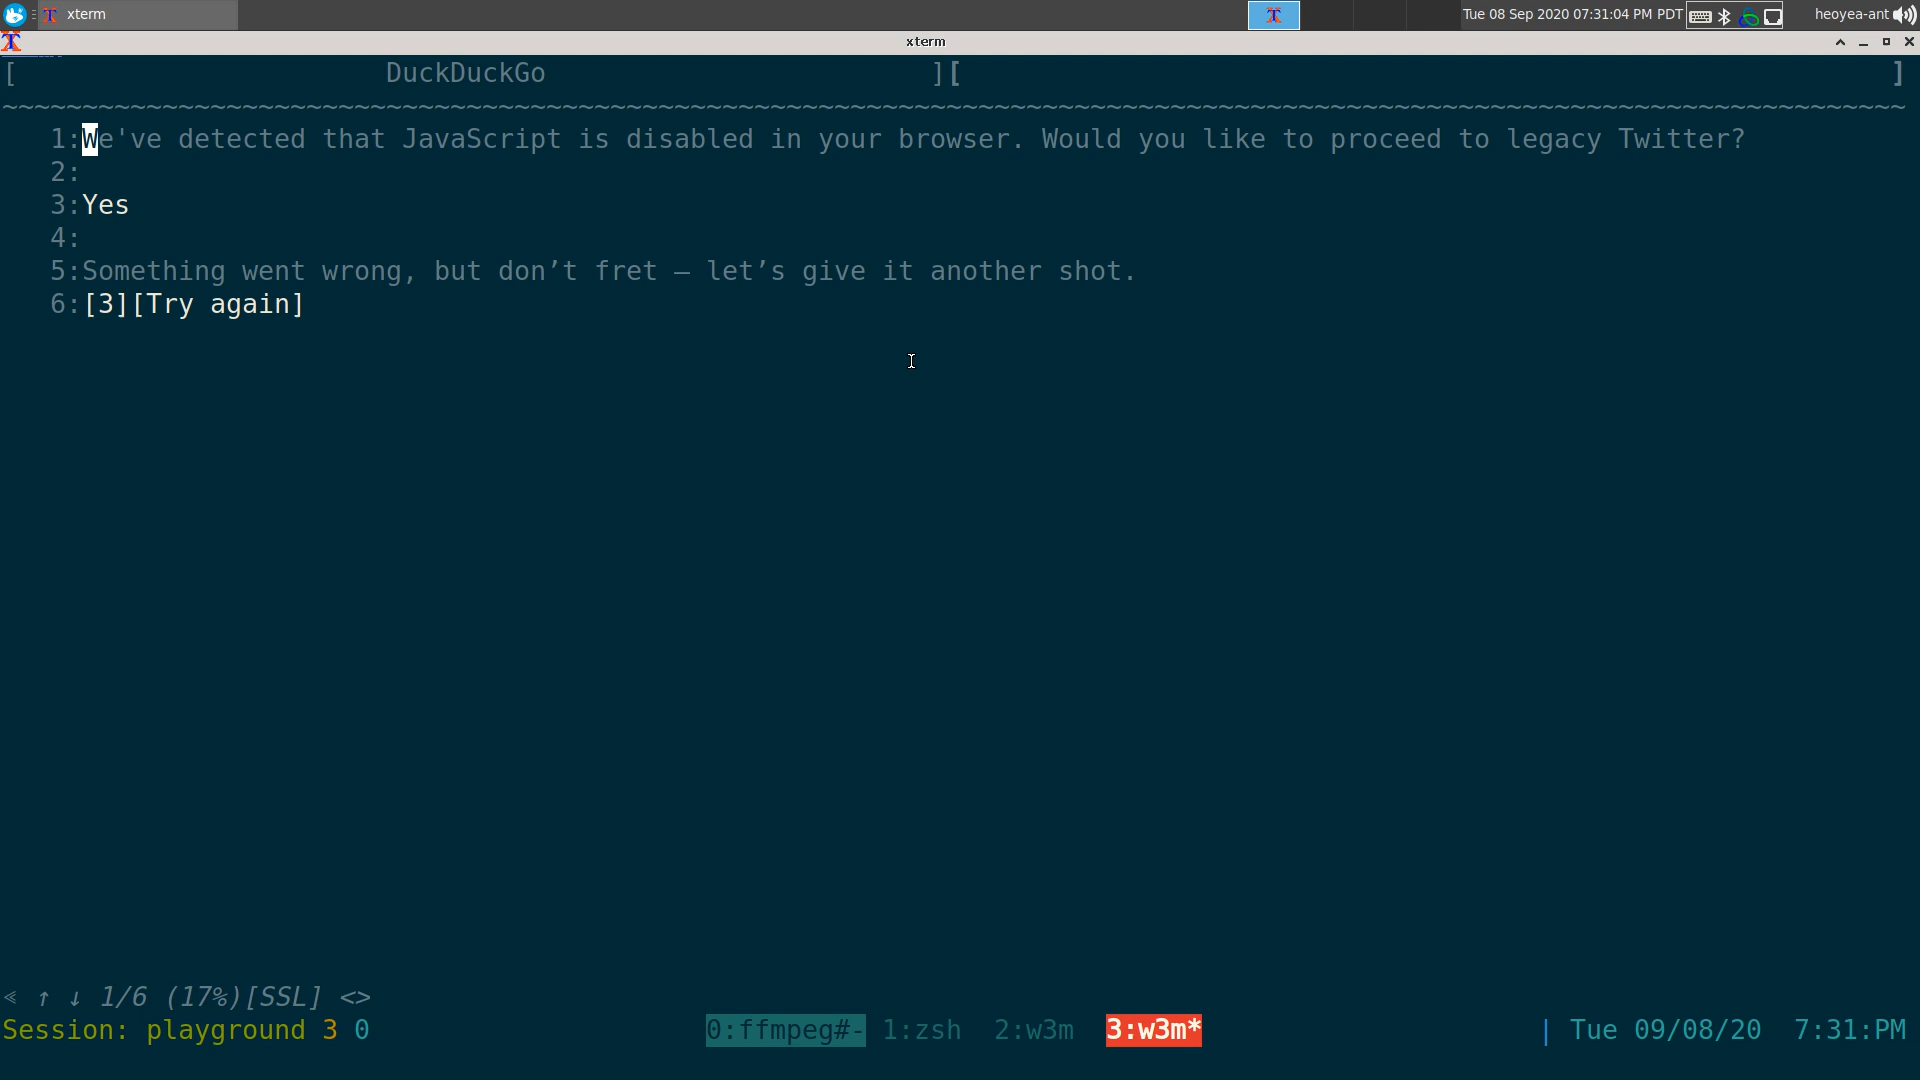 xterm
Tue 08 Sep 2020 07:31:04 PM PDT
heoyea-ant
xterm
[ DuckDuckGo ][ ]
~~~~~~~~~~~~~~~~~~~~~~~~~~~~~~~~~~~~~~~~~~~~~~~~~~~~~~~~~~~~~~~~~~~~~~~~~~~~~~~~~~~~~~~~~~~~~~~~~~~~~~~~~~~~~~~~~~~~~~~
1:We've detected that JavaScript is disabled in your browser. Would you like to proceed to legacy Twitter?
2:
3:Yes
4:
5:Something went wrong, but don’t fret — let’s give it another shot.
6:[3][Try again]
⪡ ↑ ↓ 1/6 (17%)[SSL] <>
Session: playground 3 0 0:ffmpeg#- 1:zsh 2:w3m 3:w3m* | Tue 09/08/20 7:31:PM